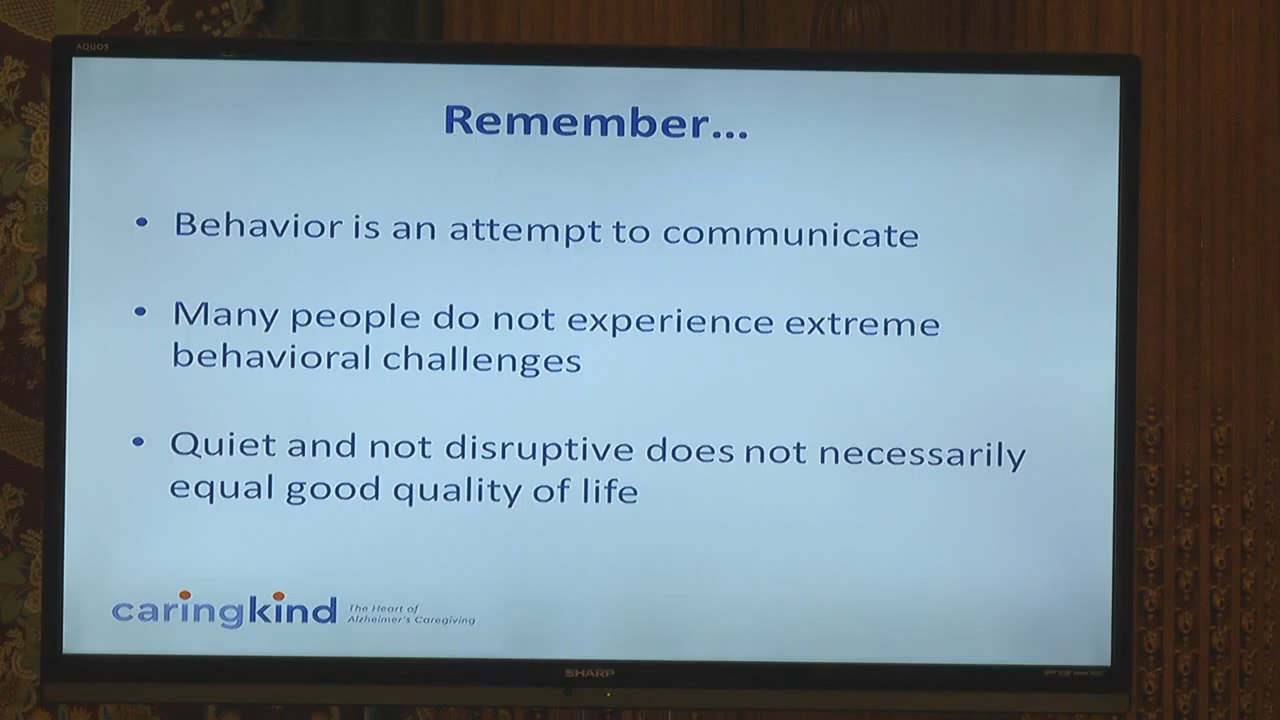 AQUOS
Remember...
• Behavior is an attempt to communicate
• Many people do not experience extreme
behavioral challenges
• Quiet and not disruptive does not necessarily
equal good quality of life
caringkind
The Heart of
Alzheimer's Caregiving
SHARP